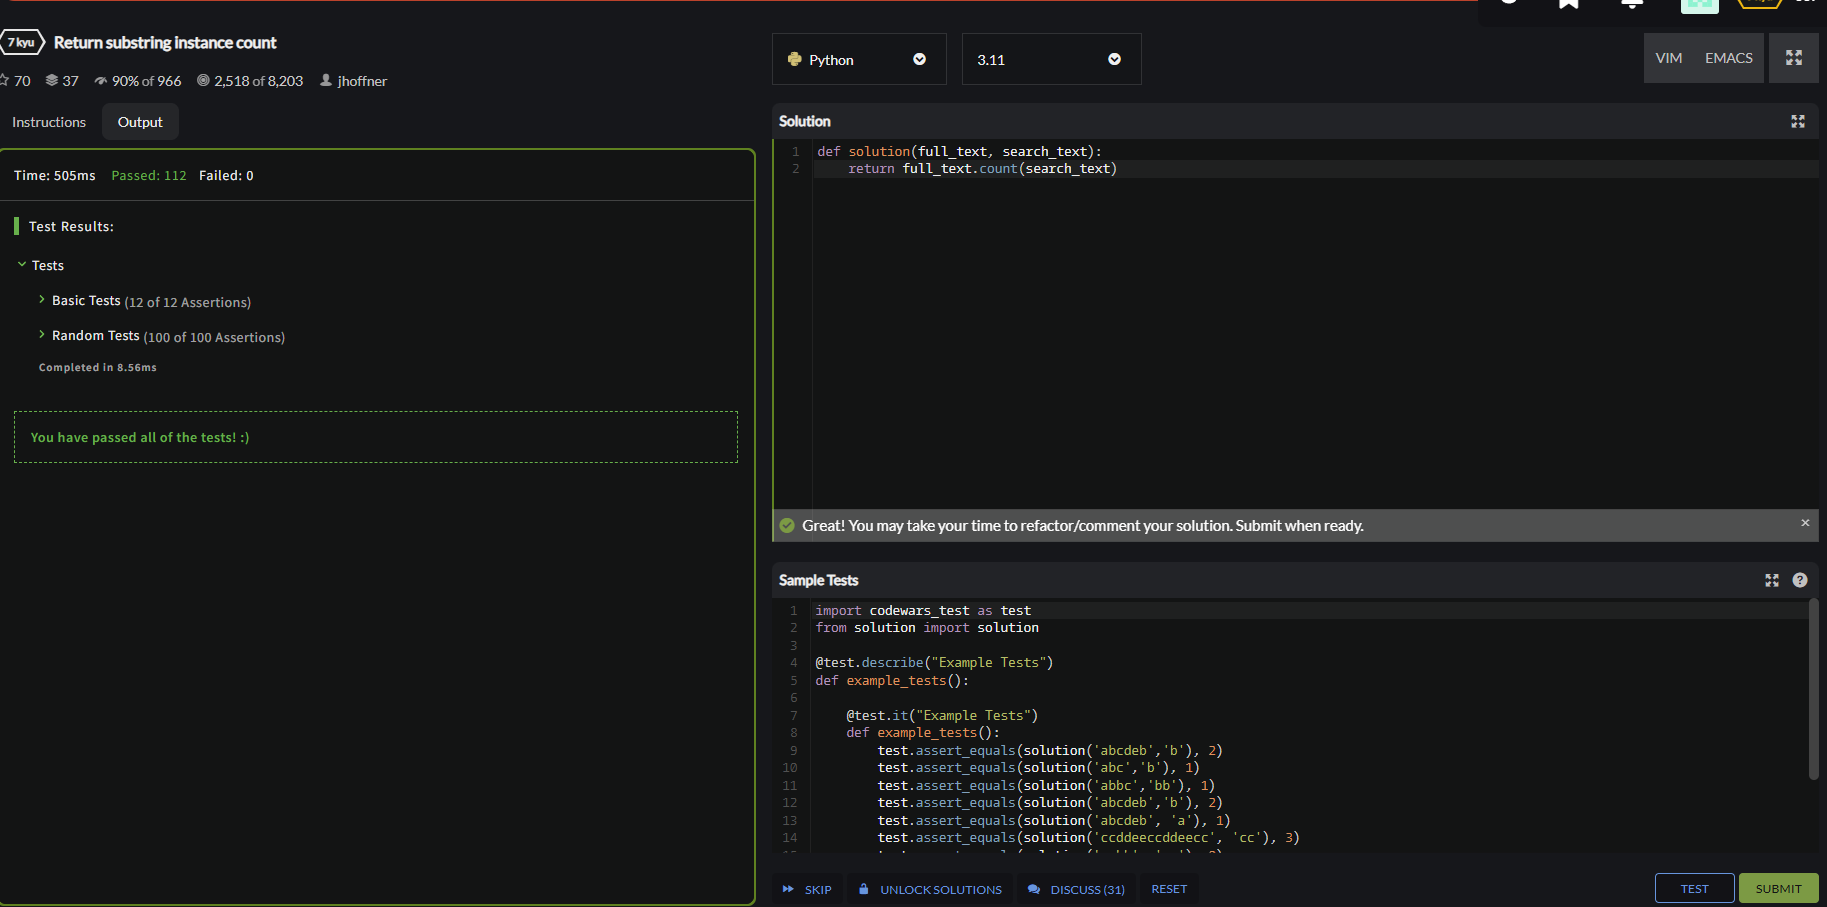 7 kyu Return substring instance count
70 37 90% of 966 2,518 of 8,203 jhoffner
Instructions Output
Time: 505ms Passed: 112 Failed: 0
Test Results:
Tests
Basic Tests (12 of 12 Assertions)
Random Tests (100 of 100 Assertions)
Completed in 8.56ms
You have passed all of the tests! :)
Python 3.11 VIM EMACS
Solution
1 def solution(full_text, search_text):
2 return full_text.count(search_text)
Great! You may take your time to refactor/comment your solution. Submit when ready.
Sample Tests
1 import codewars_test as test
2 from solution import solution
3
4 @test.describe("Example Tests")
5 def example_tests():
6
7 @test.it("Example Tests")
8 def example_tests():
9 test.assert_equals(solution('abcdeb','b'), 2)
10 test.assert_equals(solution('abc','b'), 1)
11 test.assert_equals(solution('abbc','bb'), 1)
12 test.assert_equals(solution('abcdeb','b'), 2)
13 test.assert_equals(solution('abcdeb', 'a'), 1)
14 test.assert_equals(solution('ccddeeccddeecc', 'cc'), 3)
SKIP UNLOCK SOLUTIONS DISCUSS (31) RESET TEST SUBMIT